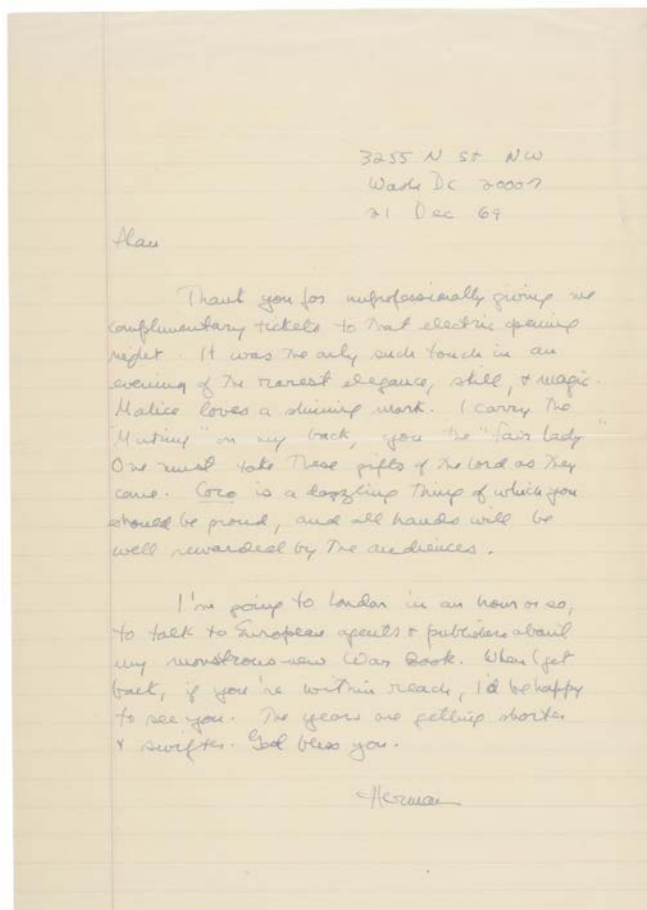 3255 N St NW
Wash DC 20007
21 Dec 69
Alan
Thank you for unprofessionally giving me
complimentary tickets to that electric opening
night. It was the only such touch in an
evening of the rarest elegance, skill, & magic.
Malice loves a shining mark. I carry the
"Mutiny" on my back, you the "fair lady"
One must take these gifts of the Lord as they
come. Coco is a dazzling thing of which you
should be proud, and all hands will be
well rewarded by the audiences.
I'm going to London in an hour or so,
to talk to European agents & publishers about
my monstrous new War Book. When I get
back, if you're within reach, I'd be happy
to see you. The years are getting shorter
& swifter. God bless you.
Herman